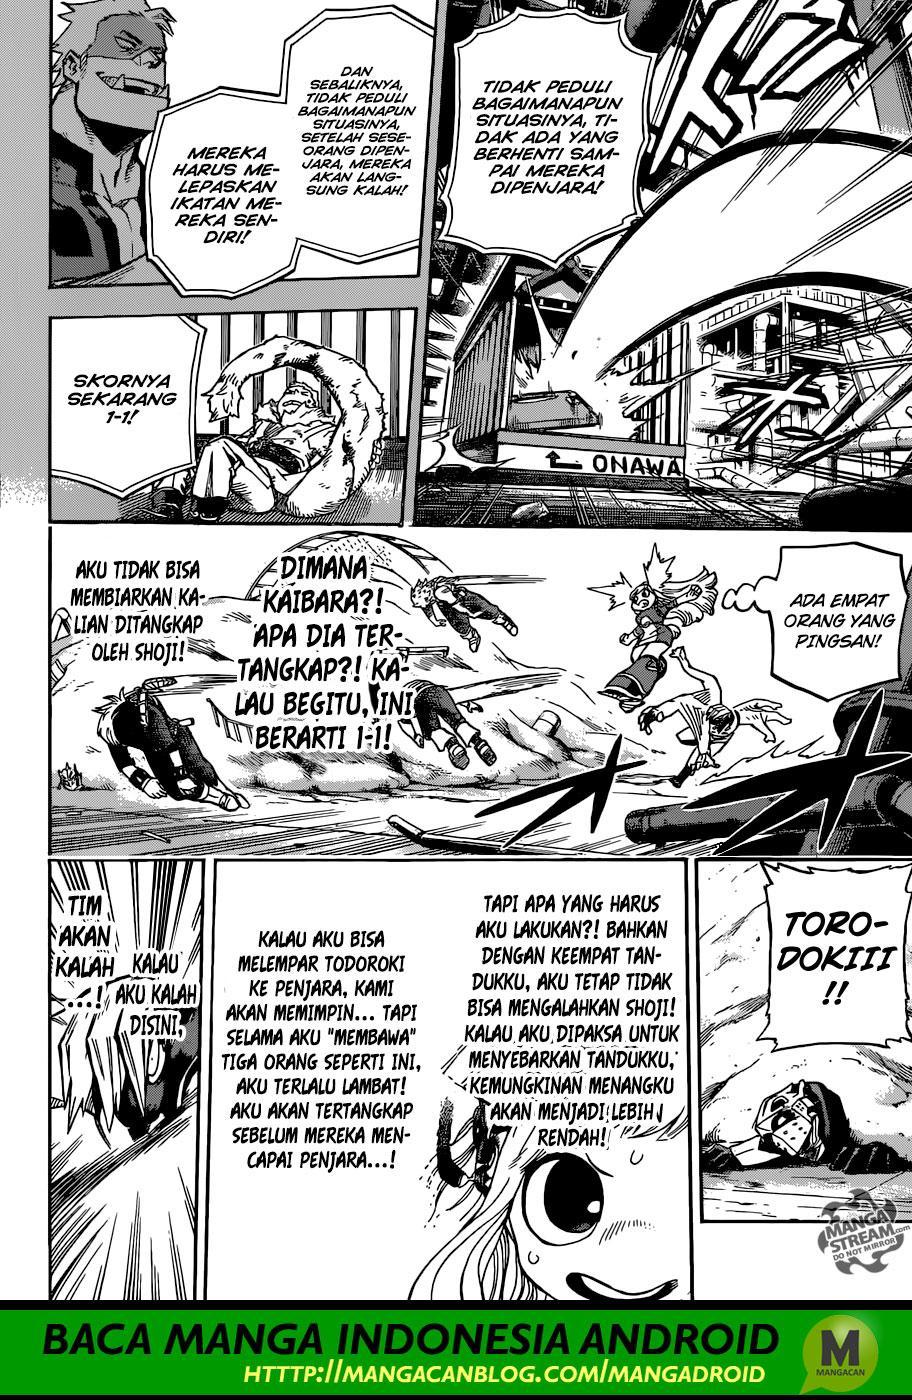 TIDAK PEDULI
BAGAIMANAPUN
SITUASINYA, TI-
DAK ADA YANG
BERHENTI SAM-
PAI MEREKA
DIPENJARA!
DAN
SEBALIKNYA,
TIDAK PEDULI
BAGAIMANAPUN
SITUASINYA,
SETELAH SESE-
ORANG DIPEN-
JARA, MEREKA
AKAN LANG-
SUNG KALAH!
MEREKA
HARUS ME-
LEPASKAN
IKATAN ME-
REKA SEN-
DIRI!
ONAWA
SKORNYA
SEKARANG
1-1!
ADA EMPAT
ORANG YANG
PINGSAN!
DIMANA
KAIBARA?!
APA DIA TER-
TANGKAP?! KA-
LAU BEGITU, INI
BERARTI 1-1!
AKU TIDAK BISA
MEMBIARKAN KA-
LIAN DITANGKAP
OLEH SHOJI!
TORO-
DOKIII
!!
TAPI APA YANG HARUS
AKU LAKUKAN?! BAHKAN
DENGAN KEEMPAT TAN-
DUKKU, AKU TETAP TIDAK
BISA MENGALAHKAN SHOJI!
KALAU AKU DIPAKSA UNTUK
MENYEBARKAN TANDUKKU,
KEMUNGKINAN MENANGKU
AKAN MENJADI LEBIH
RENDAH!
KALAU AKU BISA
MELEMPAR TODOROKI
KE PENJARA, KAMI
AKAN MEMIMPIN... TAPI
SELAMA AKU "MEMBAWA"
TIGA ORANG SEPERTI INI,
AKU TERLALU LAMBAT!
AKU AKAN TERTANGKAP
SEBELUM MEREKA MEN-
CAPAI PENJARA...!
KALAU
AKU KALAH
DISINI,
TIM
AKAN
KALAH
...!
MANGA
STREAM.com
DO NOT MIRROR!
BACA MANGA INDONESIA ANDROID
HTTTP://MANGACANBLOG.COM/MANGADROID
M
MANGACAN